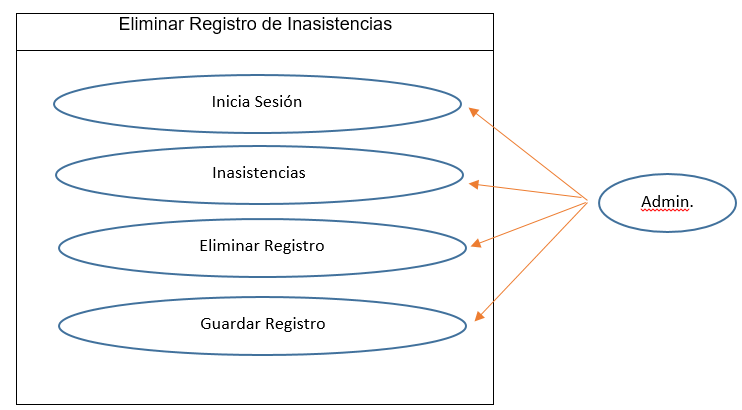 Eliminar Registro de Inasistencias
Inicia Sesión
Inasistencias
Eliminar Registro
Guardar Registro
Admin.